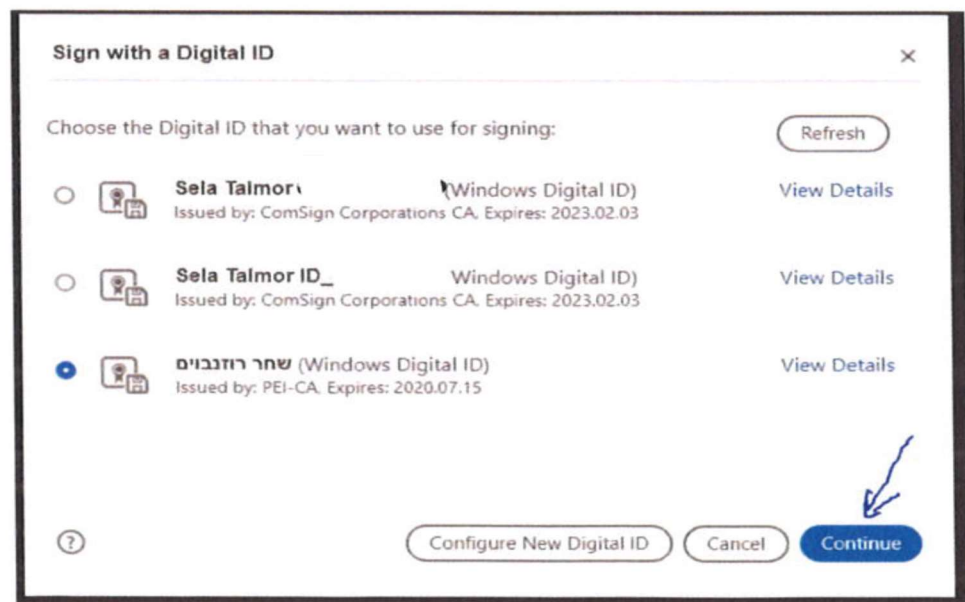 Sign with a Digital ID
Choose the Digital ID that you want to use for signing:
Refresh
Sela Talmor (Windows Digital ID)
View Details
Issued by: ComSign Corporations CA, Expires: 2023.02.03
Sela Talmor ID_ Windows Digital ID)
View Details
Issued by: ComSign Corporations CA, Expires: 2023.02.03
שחר רוזנבוים (Windows Digital ID)
View Details
Issued by: PEI-CA, Expires: 2020.07.15
?
Configure New Digital ID
Cancel
Continue